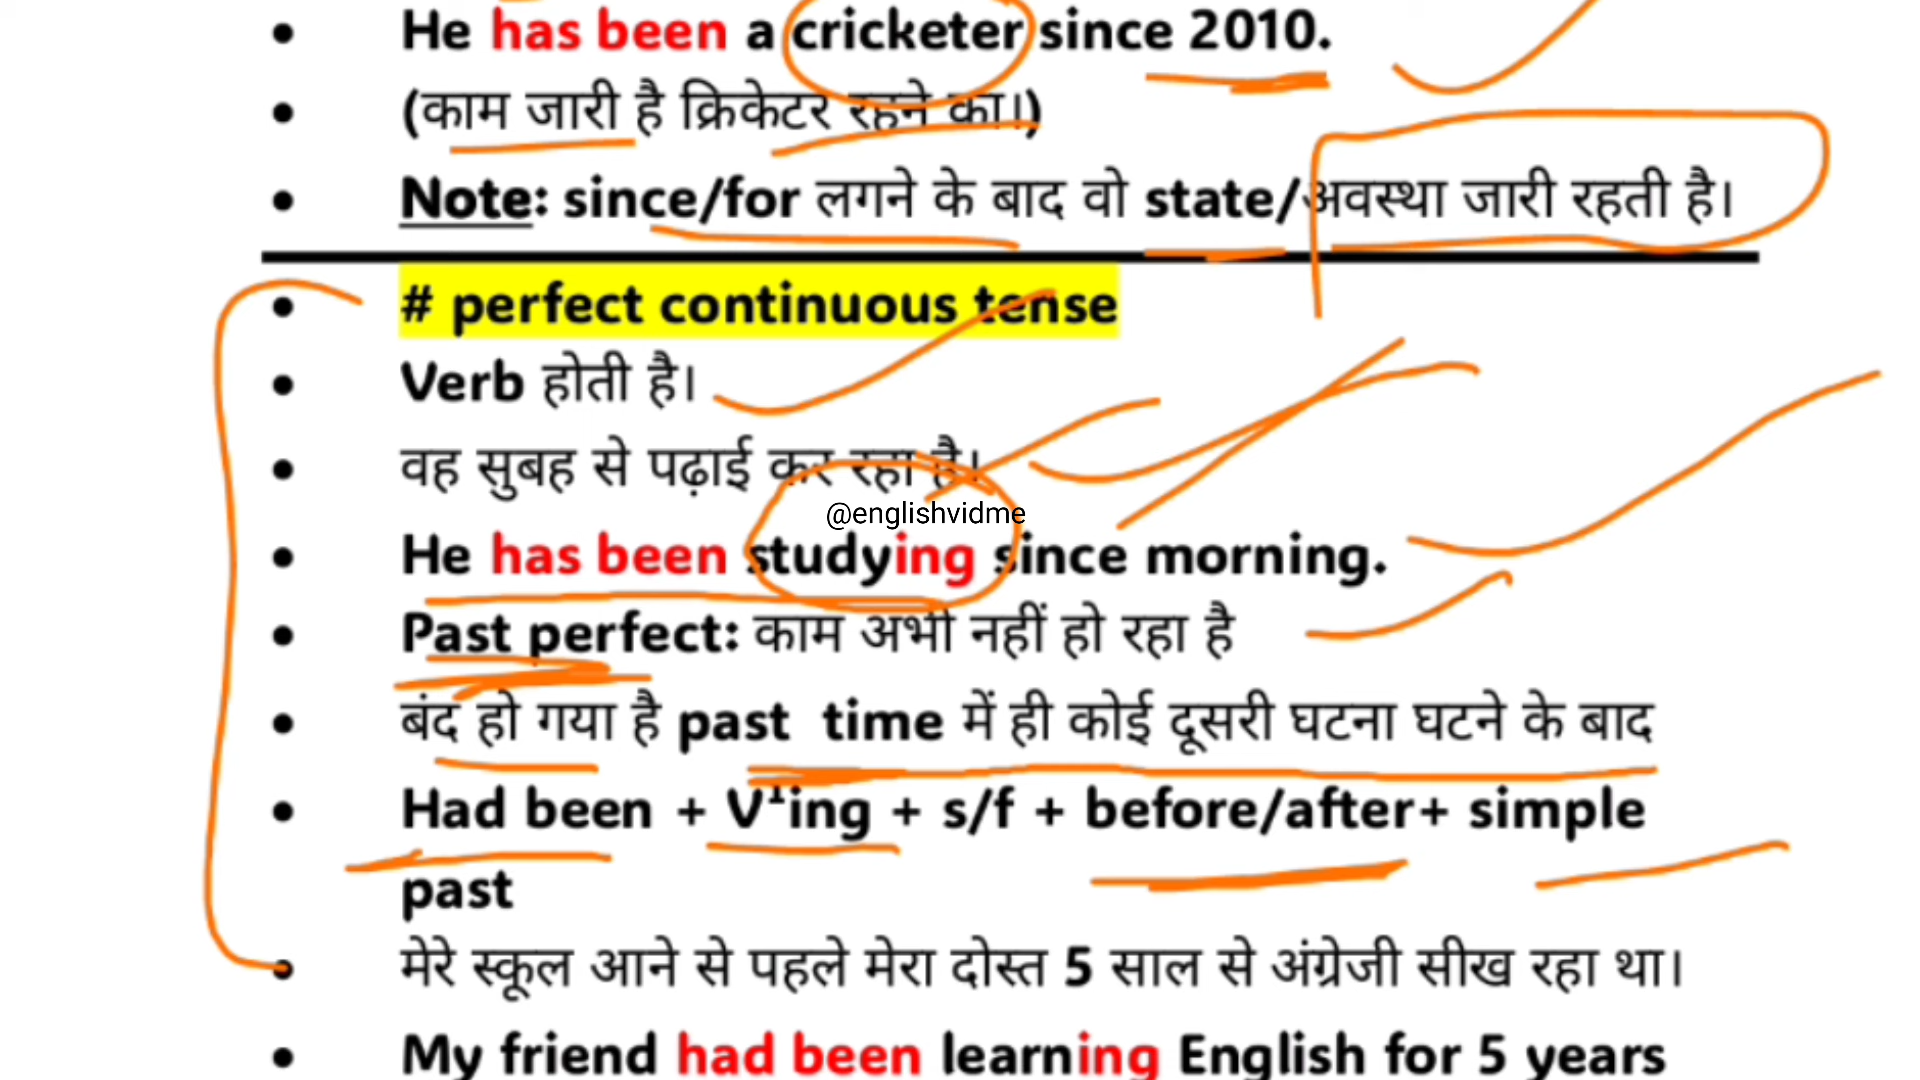 He has been a cricketer since 2010.
(काम जारी है क्रिकेटर रहने का।)
Note: since/for लगने के बाद वो state/अवस्था जारी रहती है।
# perfect continuous tense
Verb होती है।
वह सुबह से पढ़ाई कर रहा है।
@englishvidme
He has been studying since morning.
Past perfect: काम अभी नहीं हो रहा है
बंद हो गया है past time में ही कोई दूसरी घटना घटने के बाद
Had been + V¹ing + s/f + before/after+ simple
past
मेरे स्कूल आने से पहले मेरा दोस्त 5 साल से अंग्रेजी सीख रहा था।
My friend had been learning English for 5 years